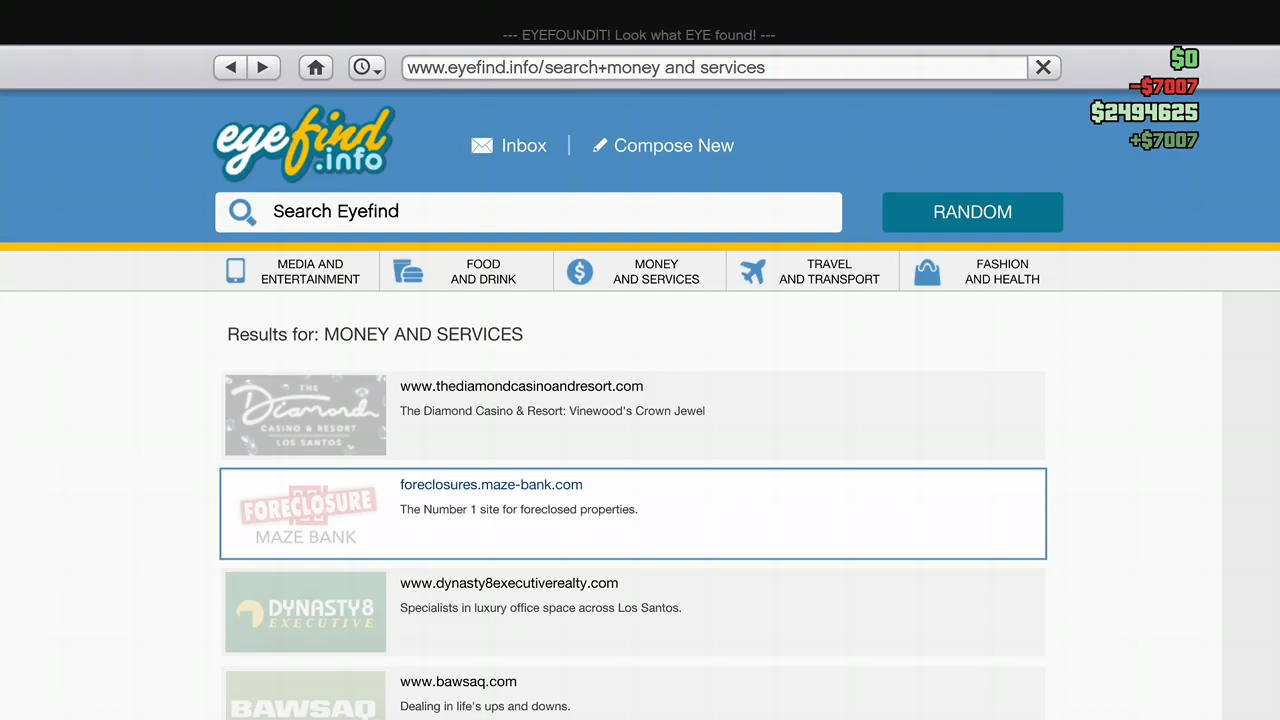 --- EYEFOUNDIT! Look what EYE found! ---
www.eyefind.info/search+money and services
$0
-$7007
$2494625
+$7007
eyefind
.info
Inbox
Compose New
Search Eyefind
RANDOM
MEDIA AND
ENTERTAINMENT
FOOD
AND DRINK
MONEY
AND SERVICES
TRAVEL
AND TRANSPORT
FASHION
AND HEALTH
Results for: MONEY AND SERVICES
THE
Diamond
CASINO & RESORT
LOS SANTOS
www.thediamondcasinoandresort.com
The Diamond Casino & Resort: Vinewood's Crown Jewel
FORECLOSURE
MAZE BANK
foreclosures.maze-bank.com
The Number 1 site for foreclosed properties.
DYNASTY8
EXECUTIVE
www.dynasty8executiverealty.com
Specialists in luxury office space across Los Santos.
BAWSAQ
www.bawsaq.com
Dealing in life's ups and downs.